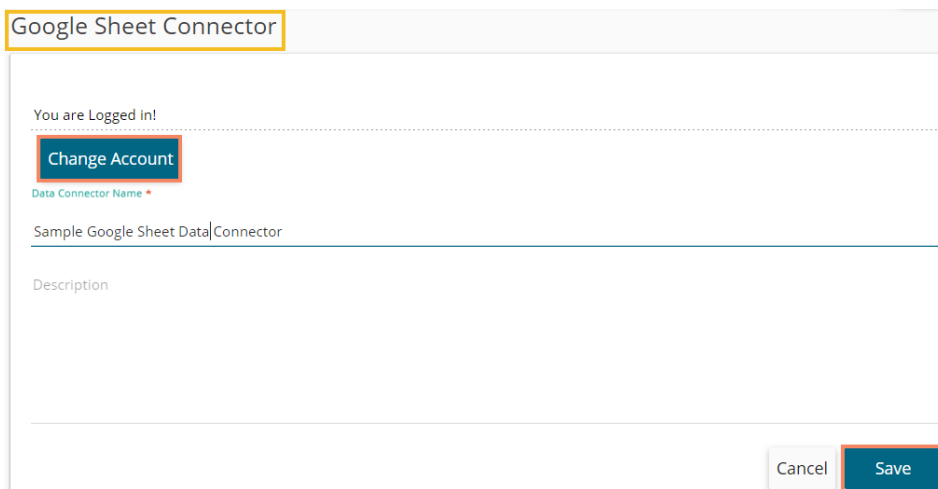 Google Sheet Connector
You are Logged in!
Change Account
Data Connector Name *
Sample Google Sheet Data Connector
Description
Cancel Save